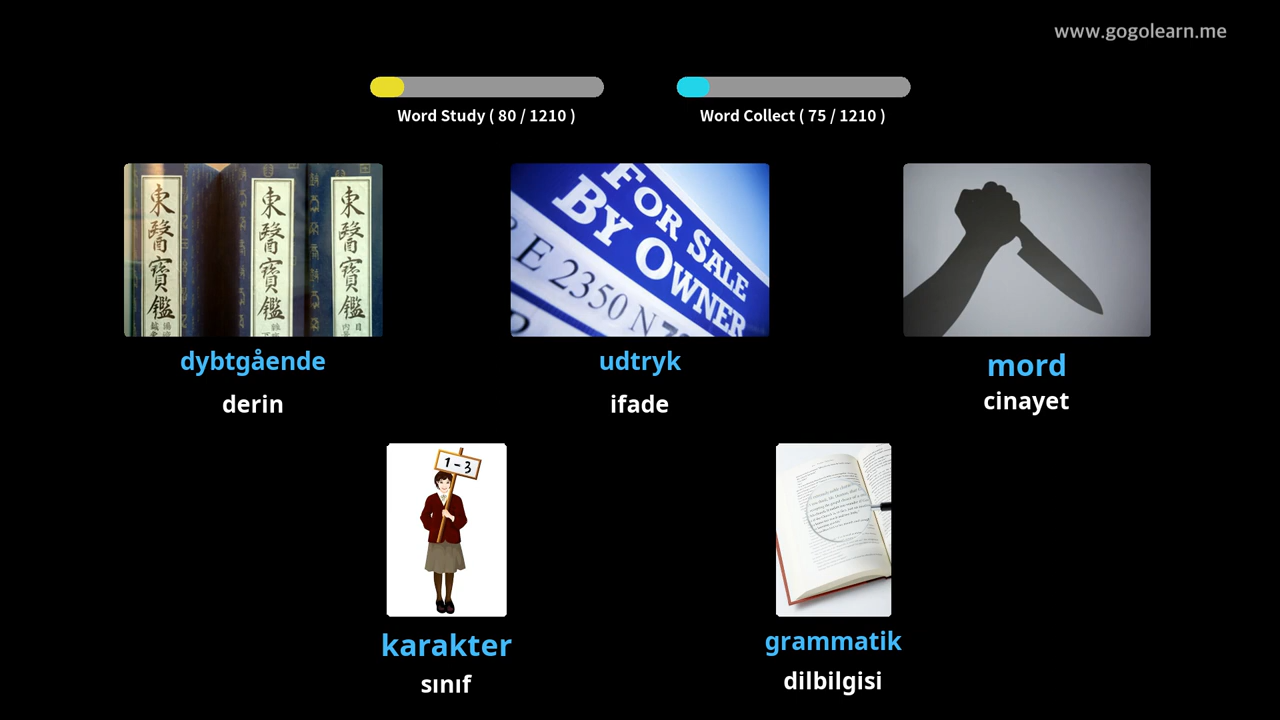 www.gogolearn.me
Word Study ( 80 / 1210 )
Word Collect ( 75 / 1210 )
東醫寶鑑
東醫寶鑑
東醫寶鑑
FOR SALE
BY OWNER
RE 2350 N
dybtgående
udtryk
mord
derin
ifade
cinayet
1-3
karakter
grammatik
sınıf
dilbilgisi